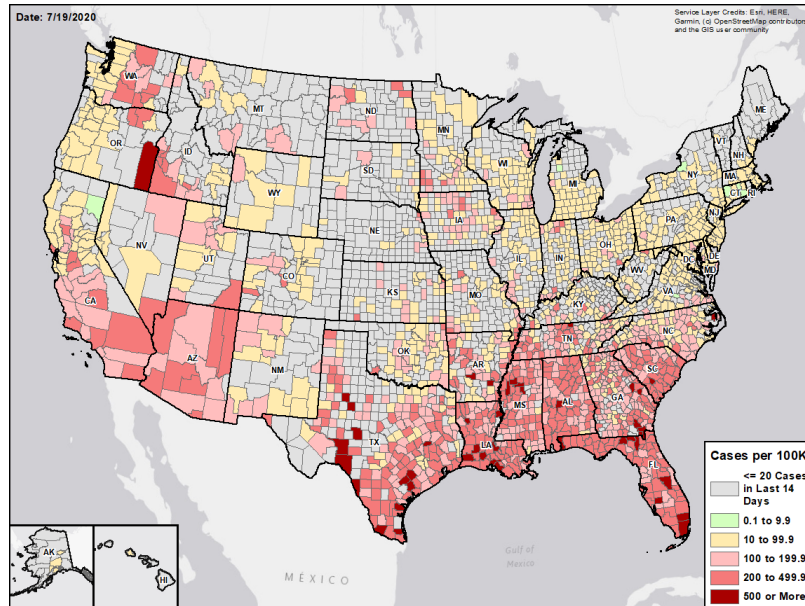 Date: 7/19/2020
Service Layer Credits: Esri, HERE,
Garmin, (c) OpenStreetMap contributors,
and the GIS user community
WA
MT
ND
MN
ME
OR
ID
SD
WI
MI
VT
NH
NY
MA
CT
RI
WY
IA
PA
NJ
NV
UT
CO
NE
IL
IN
OH
DE
DC
MD
WV
VA
CA
KS
MO
KY
AZ
NM
OK
AR
TN
NC
SC
MS
AL
GA
TX
LA
FL
AK
HI
MÉXICO
Gulf of
Mexico
Cases per 100K
<= 20 Cases
in Last 14
Days
0.1 to 9.9
10 to 99.9
100 to 199.9
200 to 499.9
500 or More